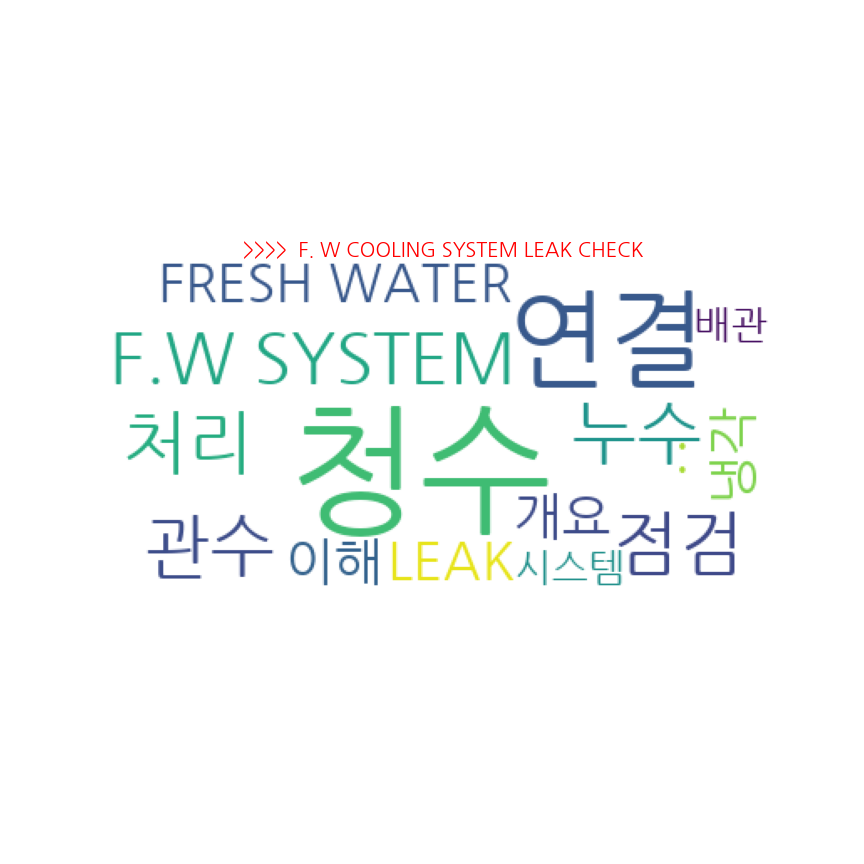 >>>> F. W COOLING SYSTEM LEAK CHECK
FRESH WATER
연결
배관
F.W SYSTEM
처리
청수
누수
:
냉각
관수
이해
LEAK
개요
시스템
점검